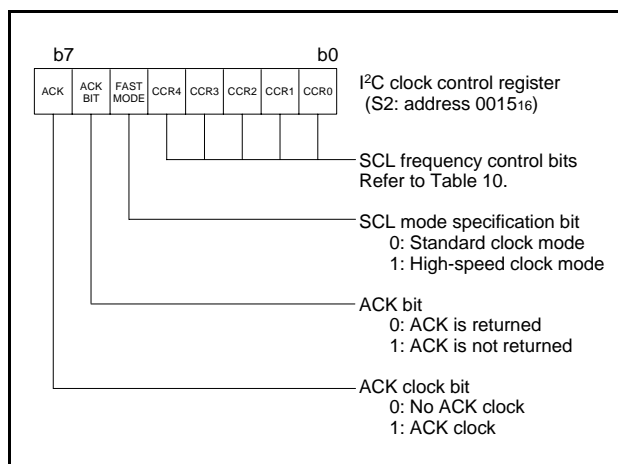 b7 b0
ACK ACK BIT FAST MODE CCR4 CCR3 CCR2 CCR1 CCR0
I²C clock control register
(S2: address 0015₁₆)
SCL frequency control bits
Refer to Table 10.
SCL mode specification bit
0: Standard clock mode
1: High-speed clock mode
ACK bit
0: ACK is returned
1: ACK is not returned
ACK clock bit
0: No ACK clock
1: ACK clock